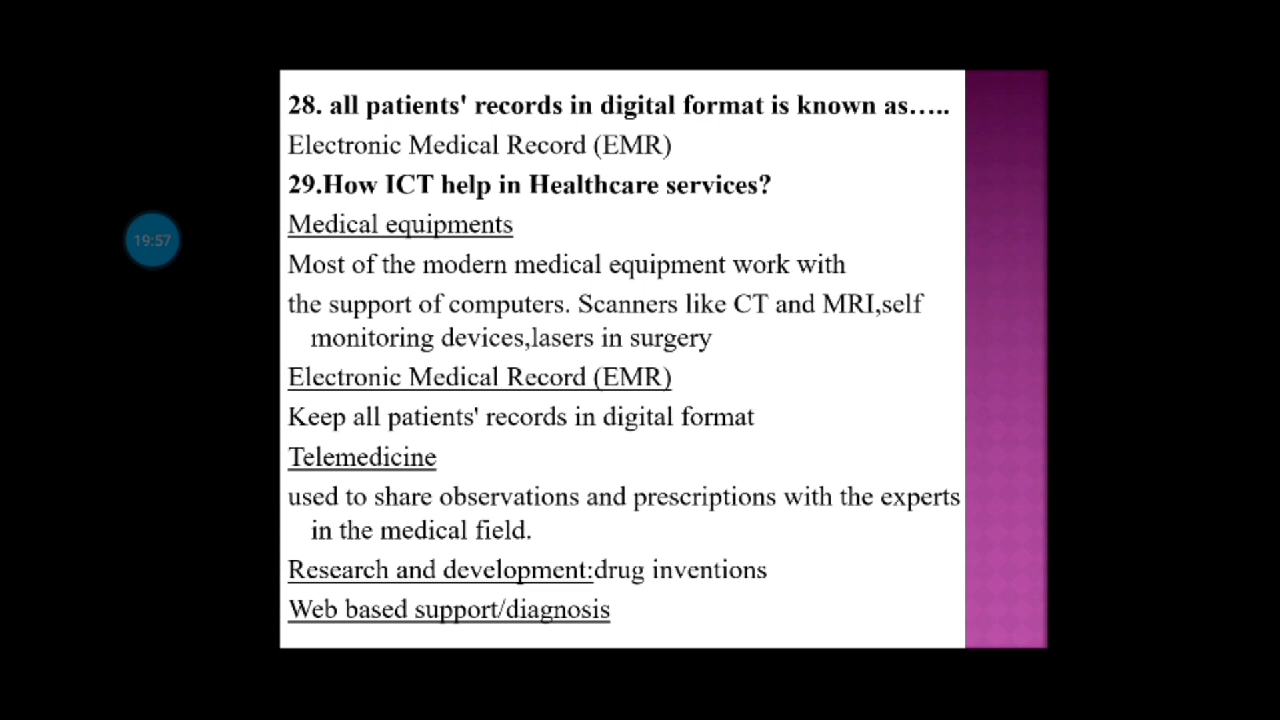 28. all patients' records in digital format is known as…..
Electronic Medical Record (EMR)
29.How ICT help in Healthcare services?
Medical equipments
Most of the modern medical equipment work with
the support of computers. Scanners like CT and MRI,self
monitoring devices,lasers in surgery
Electronic Medical Record (EMR)
Keep all patients' records in digital format
Telemedicine
used to share observations and prescriptions with the experts
in the medical field.
Research and development:drug inventions
Web based support/diagnosis
19:57